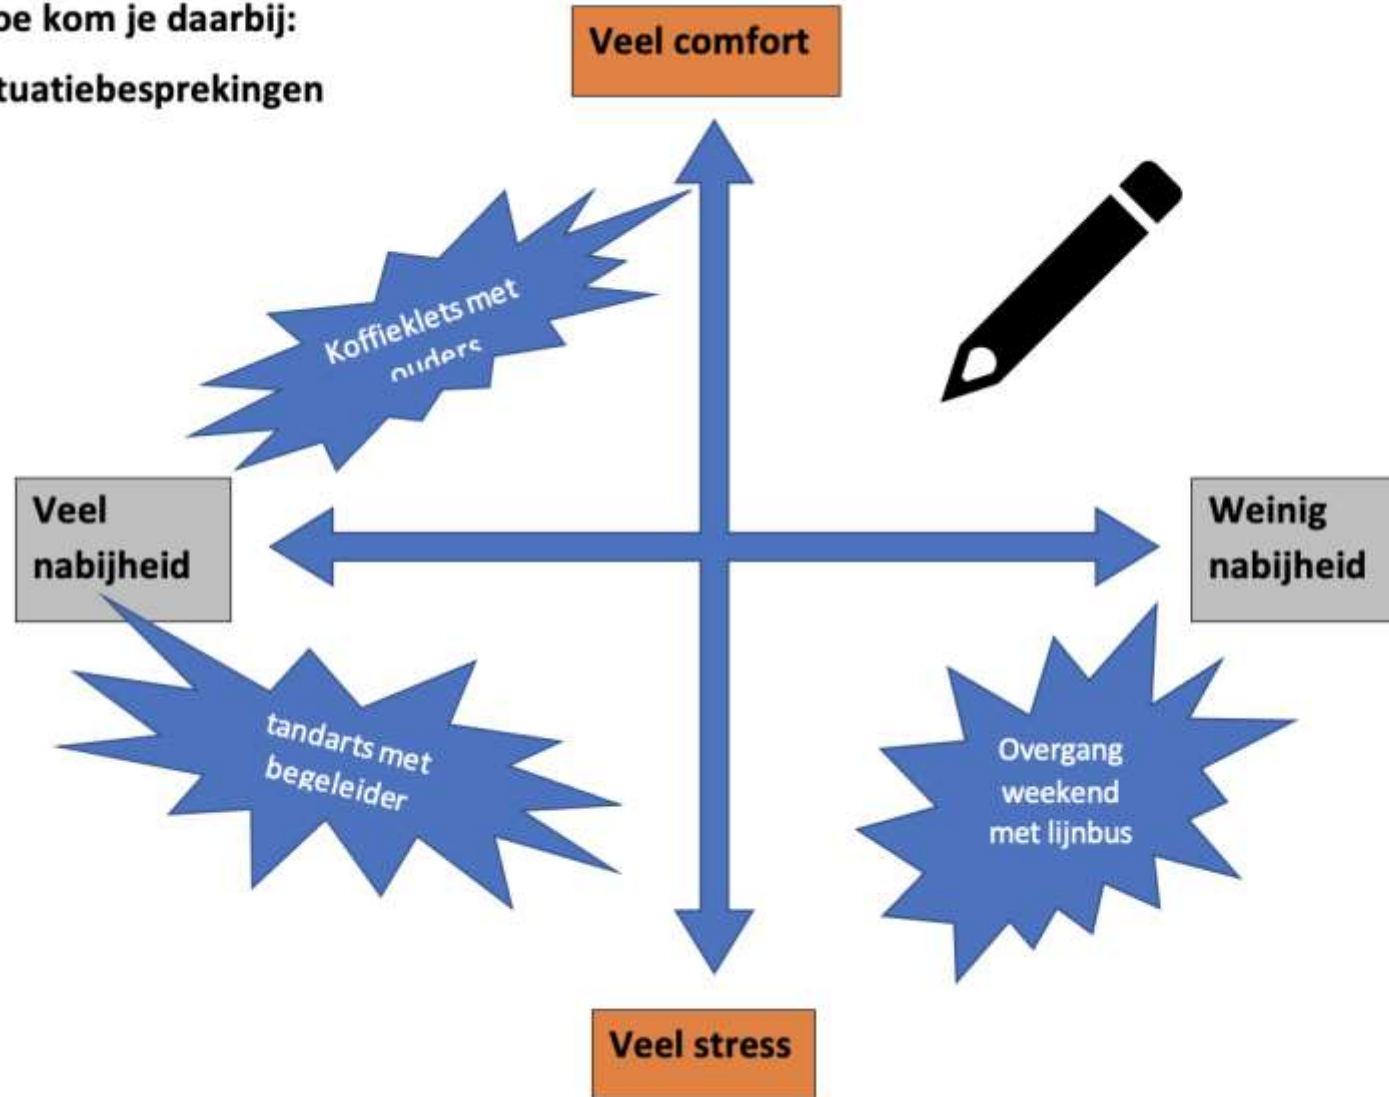 oe kom je daarbij:
tuatiebesprekingen
Veel comfort
Koffieklets met
ouders
Veel
nabijheid
Weinig
nabijheid
tandarts met
begeleider
Overgang
weekend
met lijnbus
Veel stress